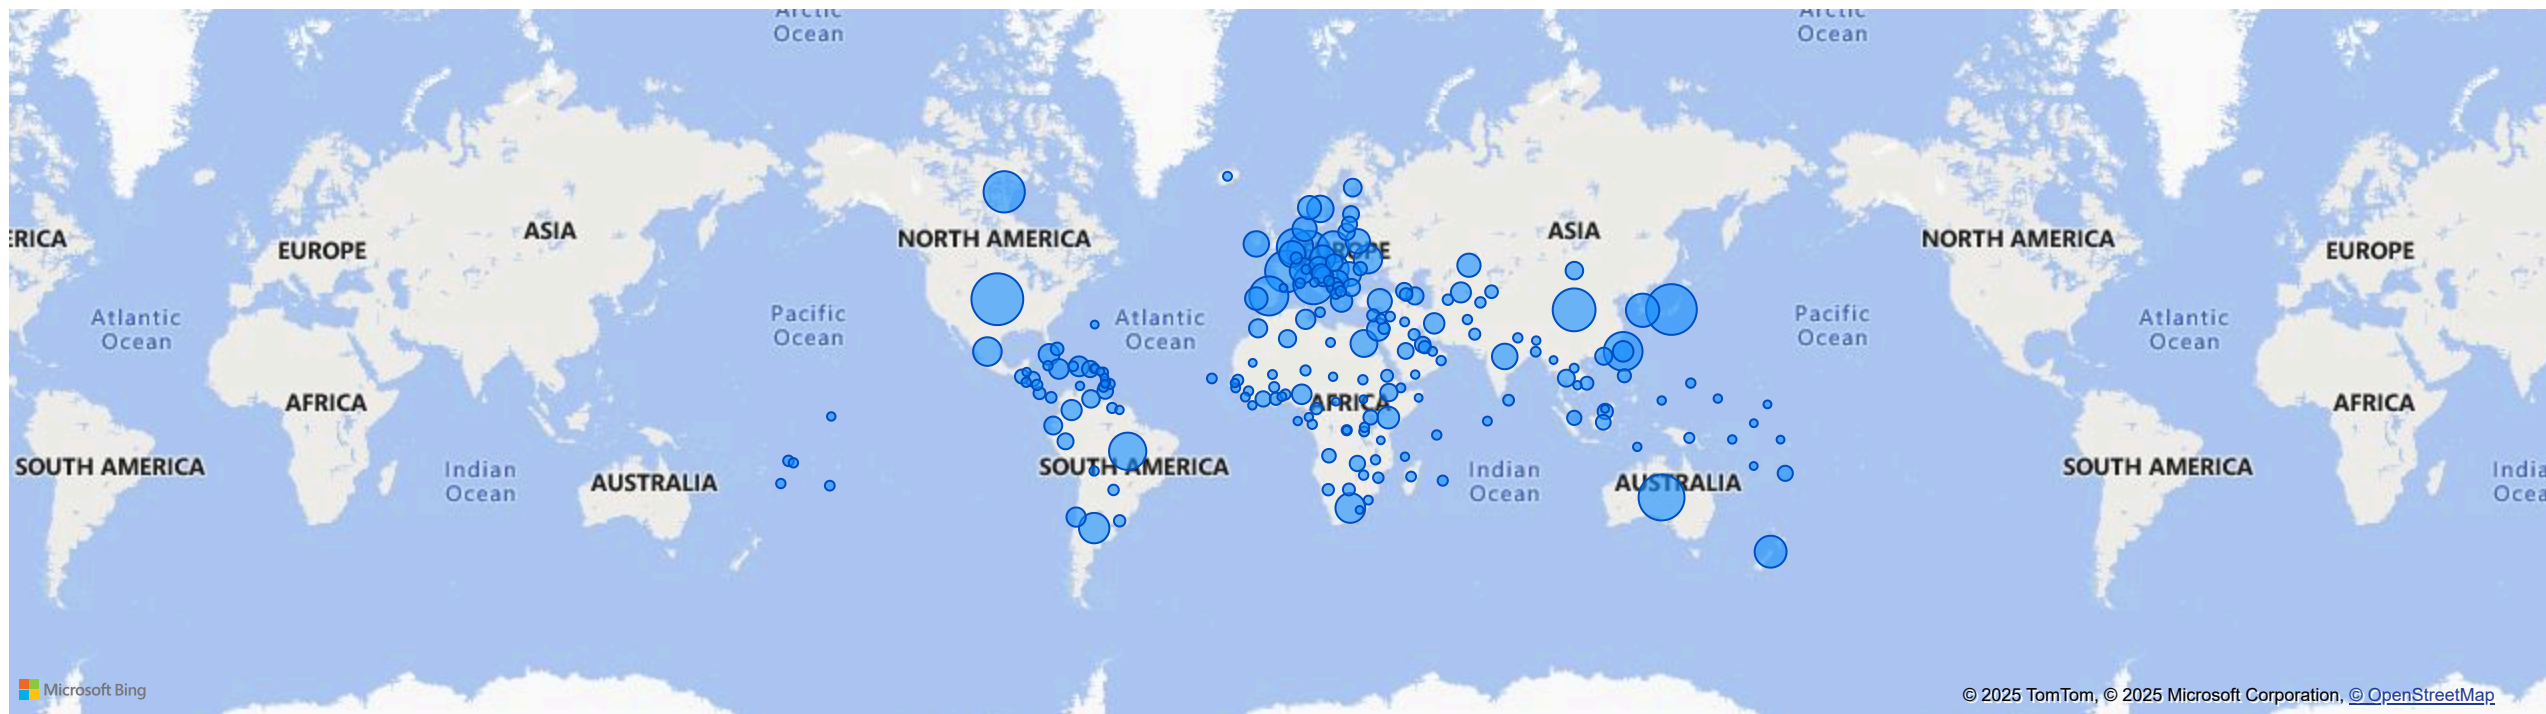 Arctic
Ocean
Arctic
Ocean
ERICA
EUROPE
ASIA
NORTH AMERICA
EUROPE
ASIA
NORTH AMERICA
EUROPE
Atlantic
Ocean
Pacific
Ocean
Atlantic
Ocean
Pacific
Ocean
Atlantic
Ocean
AFRICA
AFRICA
AFRICA
SOUTH AMERICA
Indian
Ocean
AUSTRALIA
SOUTH AMERICA
Indian
Ocean
AUSTRALIA
SOUTH AMERICA
India
Ocea
Microsoft Bing
© 2025 TomTom, © 2025 Microsoft Corporation, © OpenStreetMap